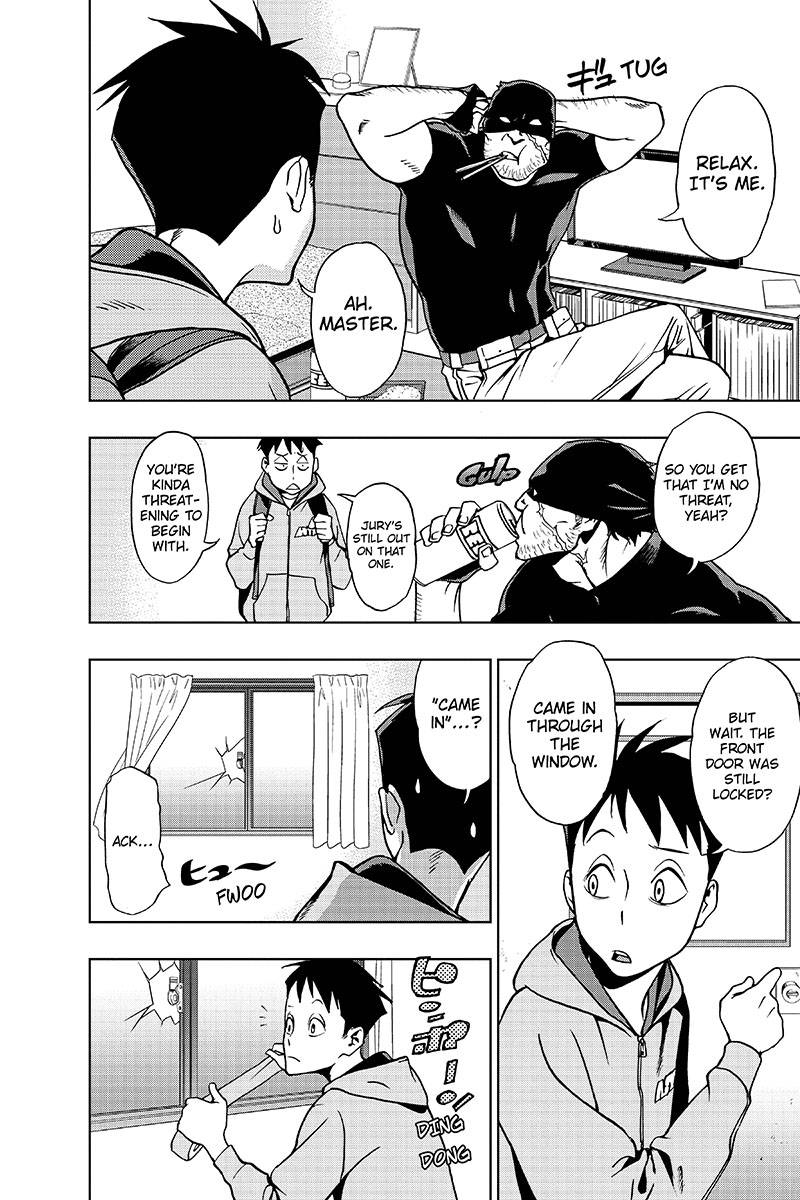 ギュ
TUG
RELAX.
IT'S ME.
AH.
MASTER.
SO YOU GET
THAT I'M NO
THREAT,
YEAH?
Gulp
JURY'S
STILL OUT
ON THAT
ONE.
YOU'RE
KINDA
THREAT-
ENING TO
BEGIN
WITH.
BUT
WAIT. THE
FRONT
DOOR WAS
STILL
LOCKED?
CAME IN
THROUGH
THE
WINDOW.
"CAME
IN"...?
ACK...
ヒュー
FWOO
ピンポーン
DING
DONG